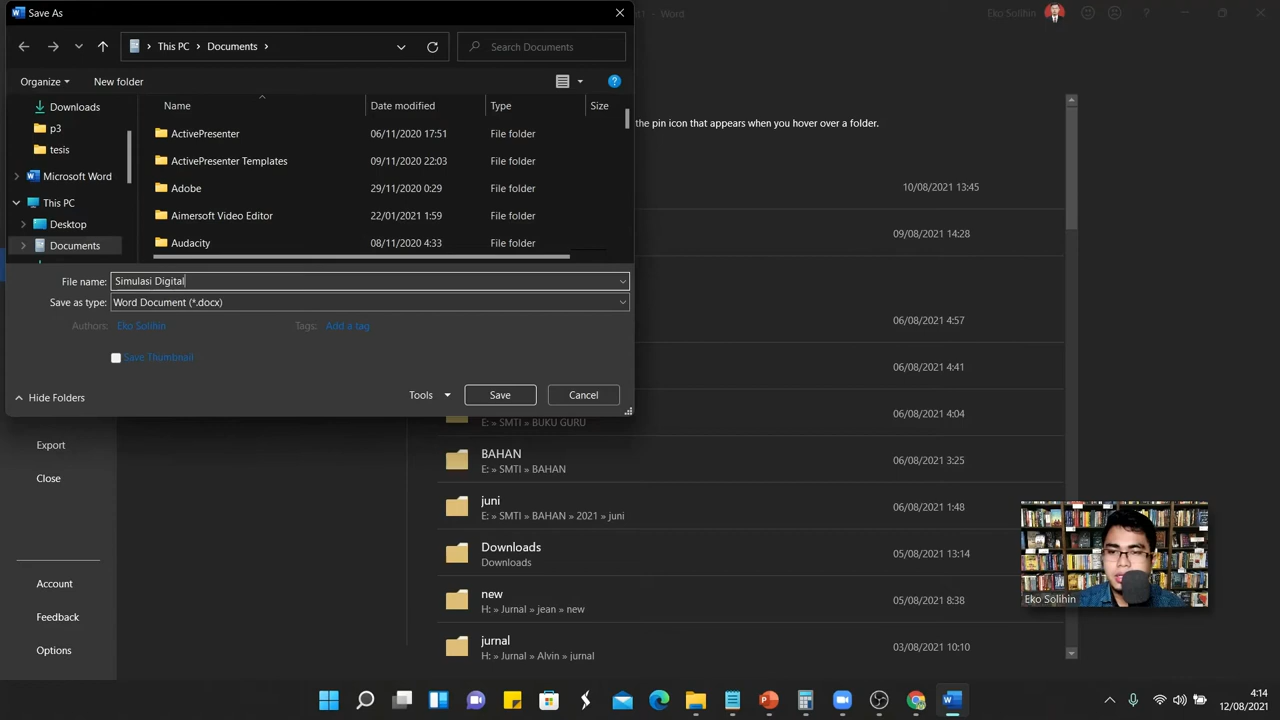 Save As
1 - Word
Eko Solihin
This PC
Documents
Search Documents
Organize
New folder
Downloads
p3
tesis
Microsoft Word
This PC
Desktop
Documents
Name
Date modified
Type
Size
ActivePresenter
06/11/2020 17:51
File folder
ActivePresenter Templates
09/11/2020 22:03
File folder
Adobe
29/11/2020 0:29
File folder
Aimersoft Video Editor
22/01/2021 1:59
File folder
Audacity
08/11/2020 4:33
File folder
File name:
Simulasi Digital
Save as type:
Word Document (*.docx)
Authors:
Eko Solihin
Tags:
Add a tag
Save Thumbnail
Hide Folders
Tools
Save
Cancel
the pin icon that appears when you hover over a folder.
10/08/2021 13:45
09/08/2021 14:28
06/08/2021 4:57
06/08/2021 4:41
06/08/2021 4:04
E: » SMTI » BUKU GURU
BAHAN
06/08/2021 3:25
E: » SMTI » BAHAN
juni
06/08/2021 1:48
E: » SMTI » BAHAN » 2021 » juni
Downloads
05/08/2021 13:14
Downloads
new
05/08/2021 8:38
H: » Jurnal » jean » new
jurnal
03/08/2021 10:10
H: » Jurnal » Alvin » jurnal
Export
Close
Account
Feedback
Options
Eko Solihin
4:14
12/08/2021